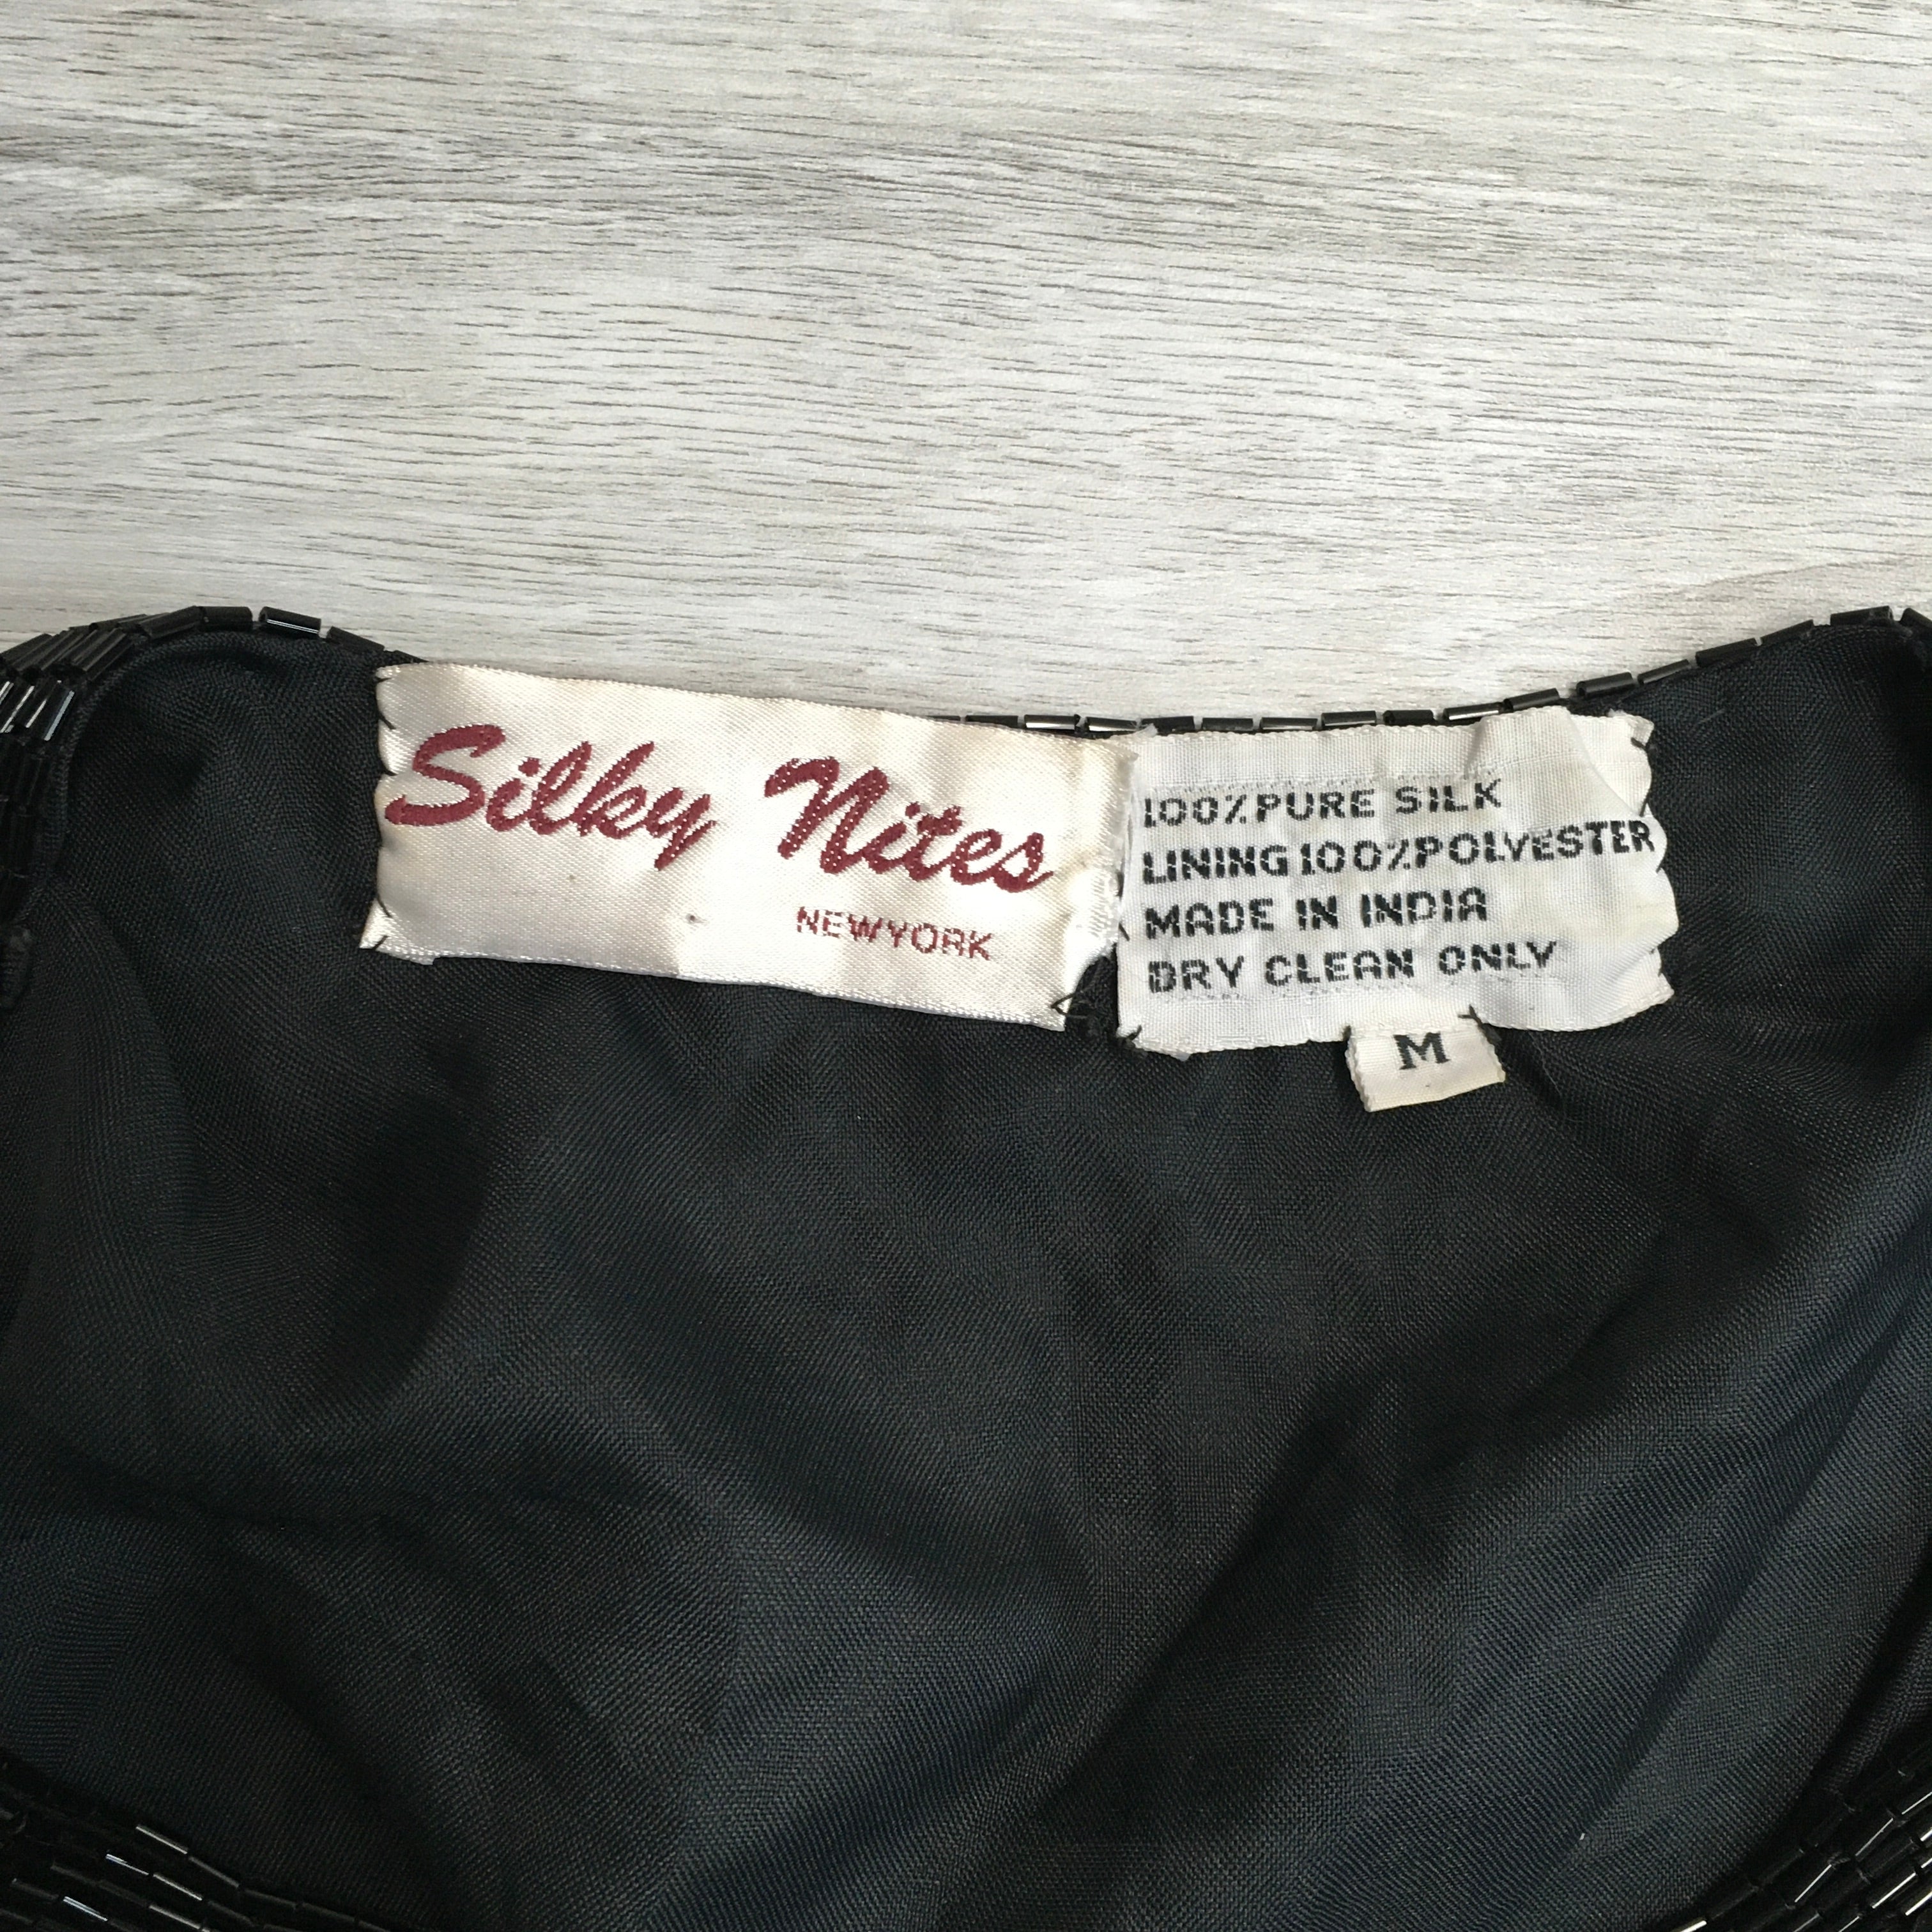 Silky Nites
NEWYORK
100% PURE SILK
LINING 100% POLYESTER
MADE IN INDIA
DRY CLEAN ONLY
M